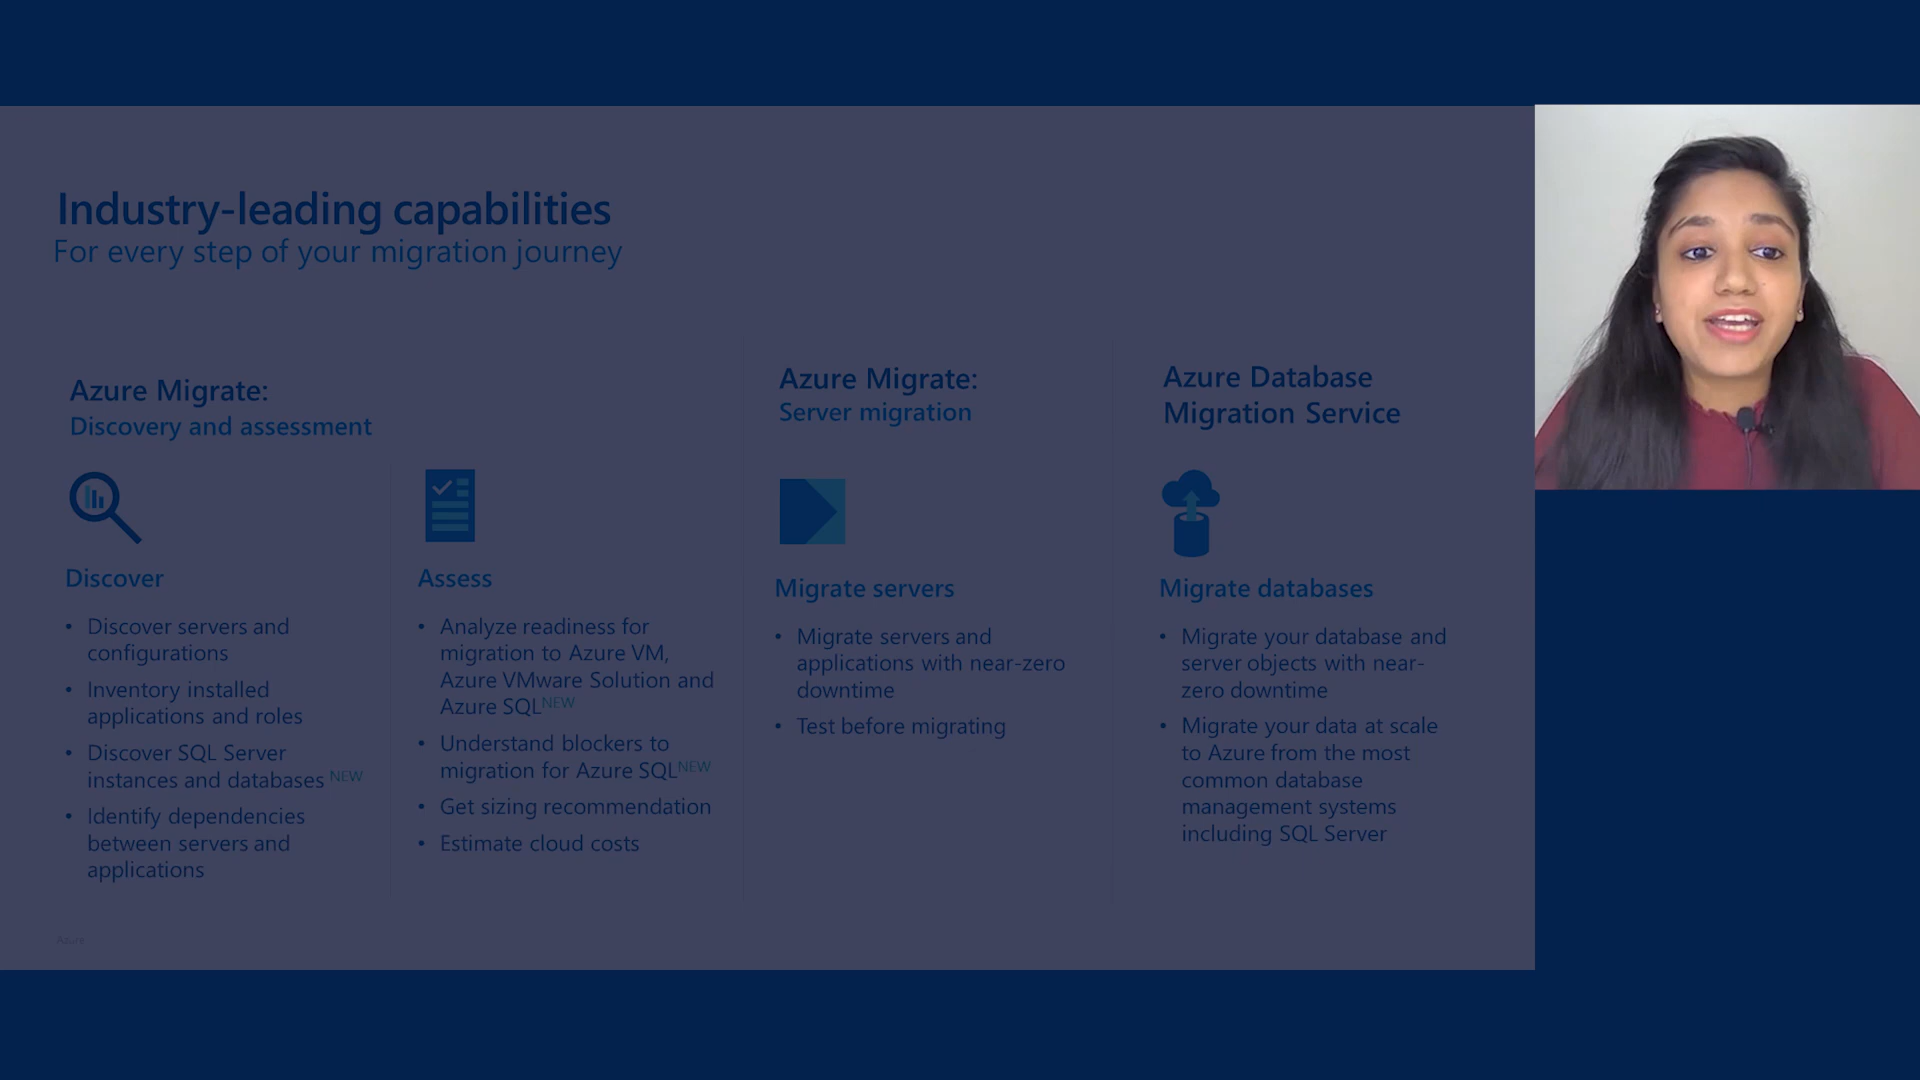 Industry-leading capabilities
For every step of your migration journey
Azure Migrate:
Discovery and assessment
Discover
• Discover servers and
configurations
• Inventory installed
applications and roles
• Discover SQL Server
instances and databases NEW
• Identify dependencies
between servers and
applications
Assess
• Analyze readiness for
migration to Azure VM,
Azure VMware Solution and
Azure SQL NEW
• Understand blockers to
migration for Azure SQL NEW
• Get sizing recommendation
• Estimate cloud costs
Azure Migrate:
Server migration
Migrate servers
• Migrate servers and
applications with near-zero
downtime
• Test before migrating
Azure Database
Migration Service
Migrate databases
• Migrate your database and
server objects with near-
zero downtime
• Migrate your data at scale
to Azure from the most
common database
management systems
including SQL Server
Azure